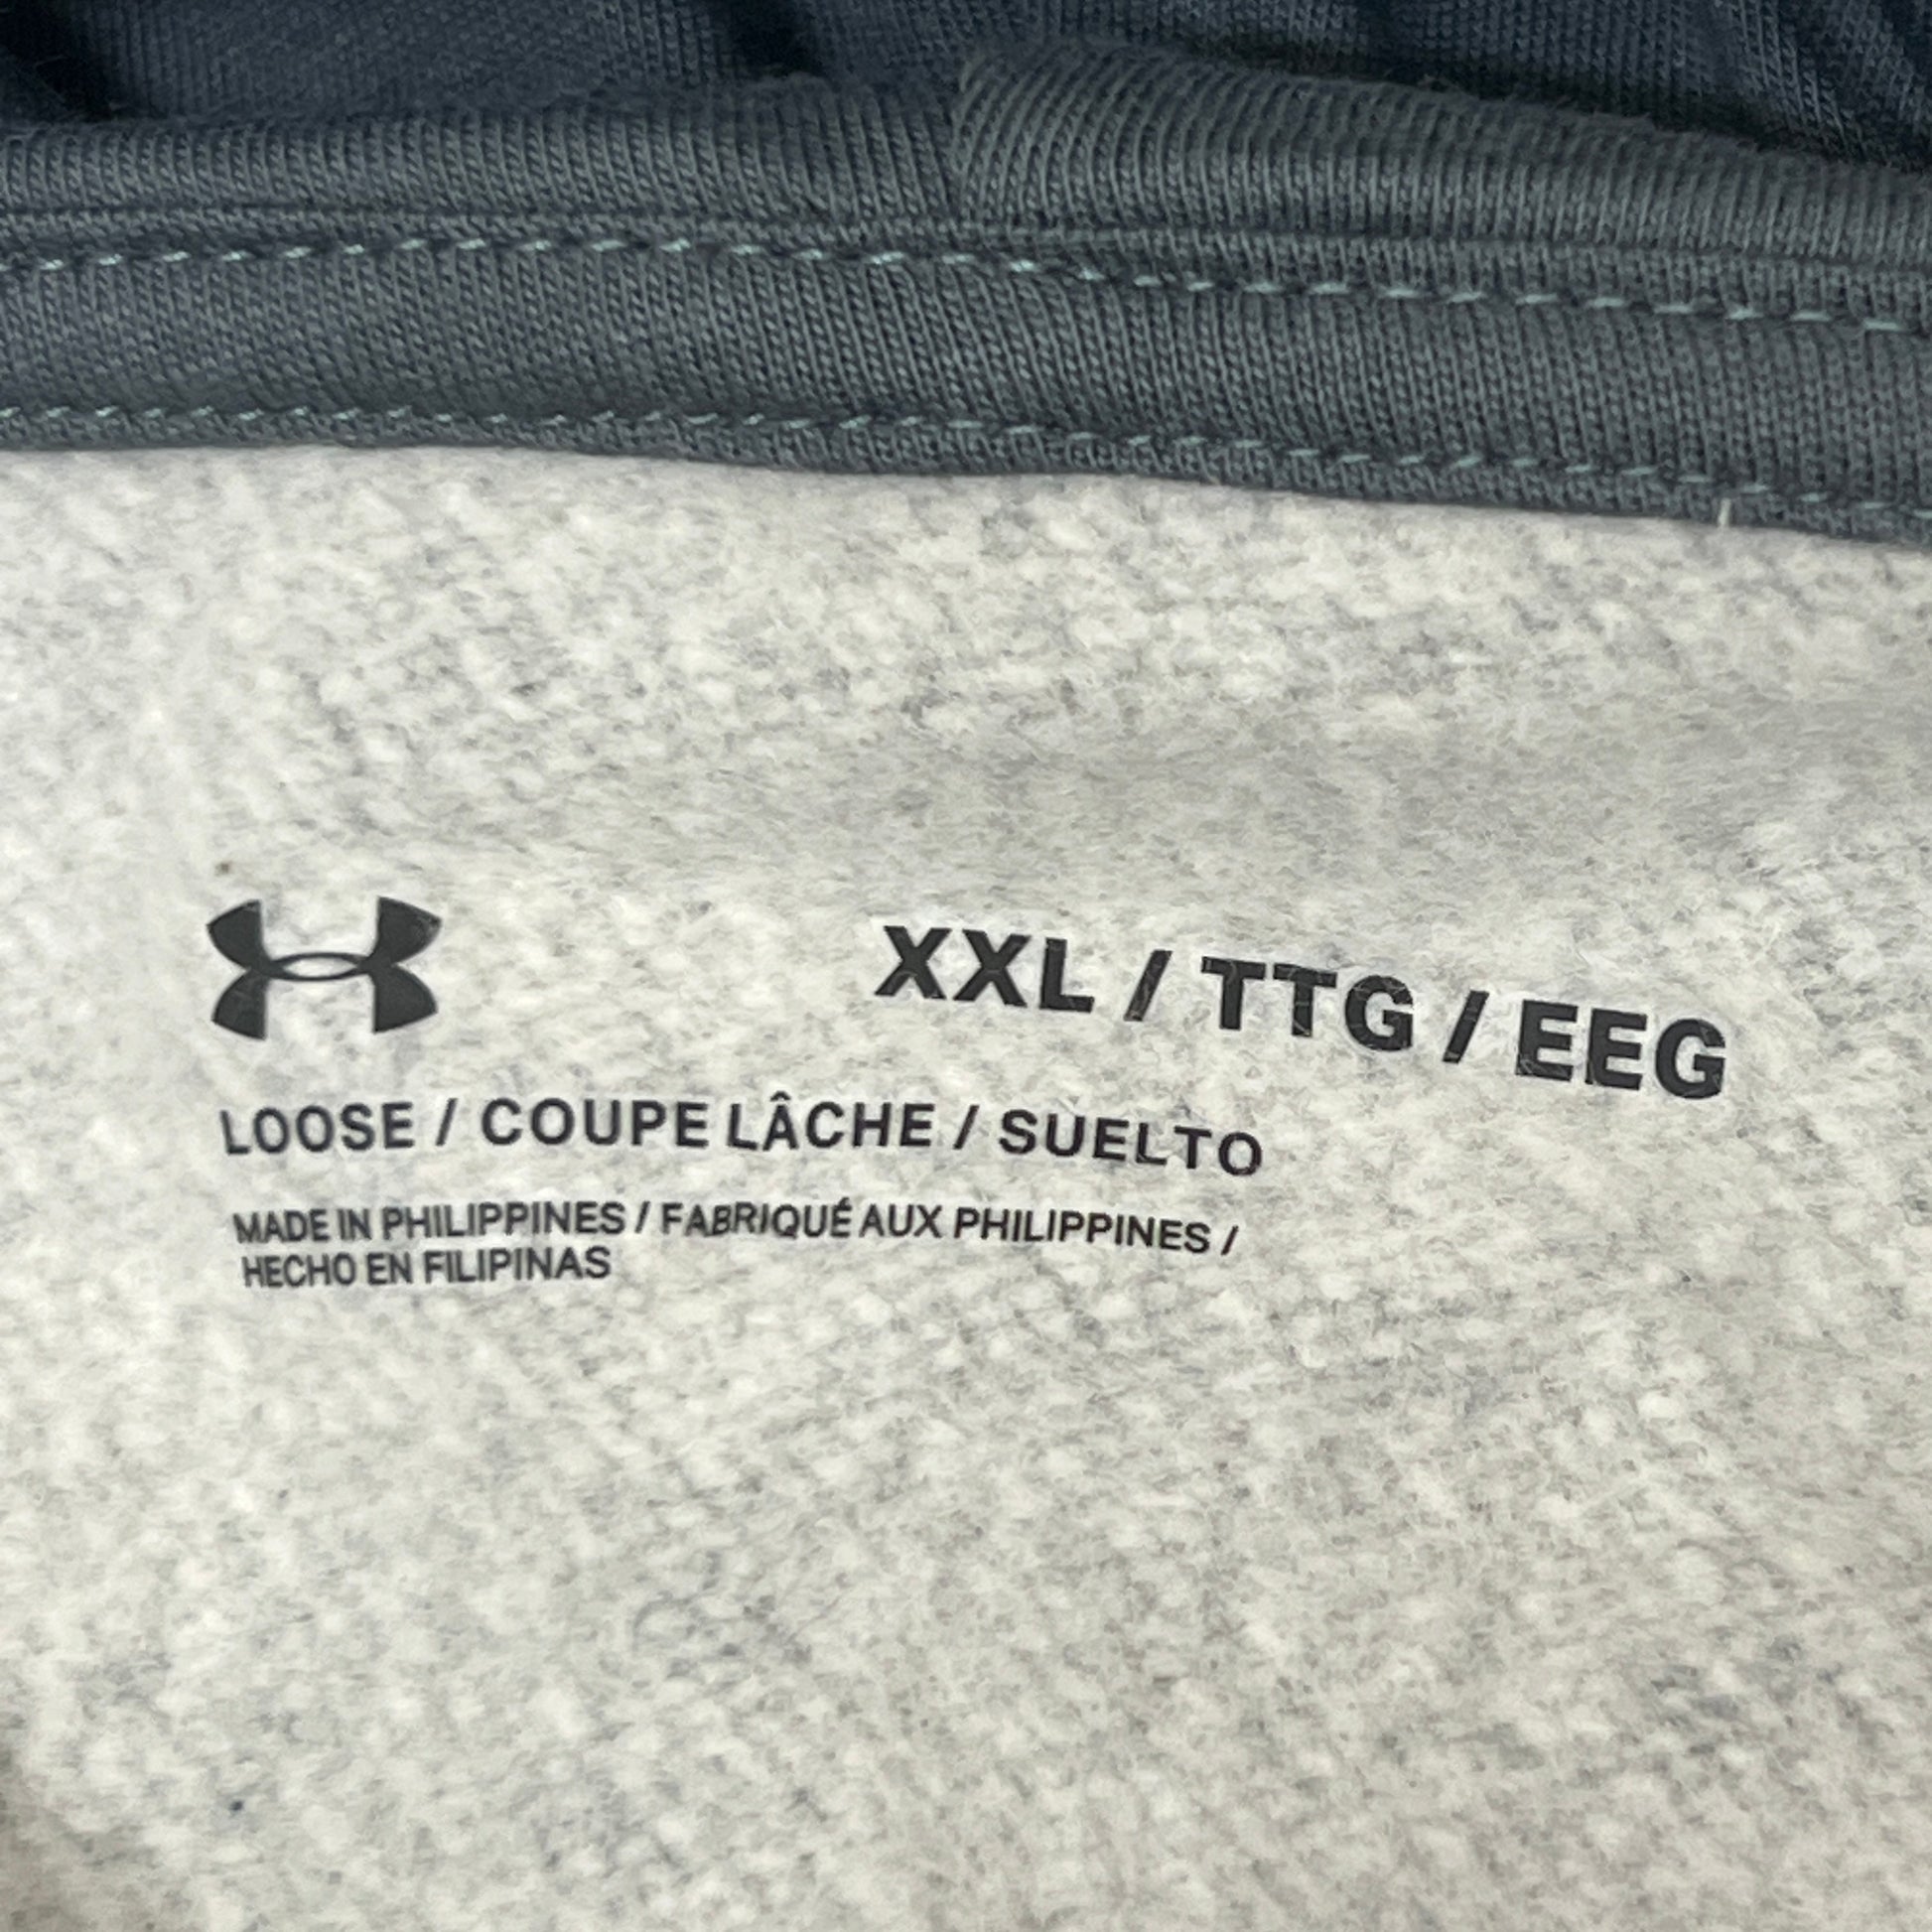 XXL / TTG / EEG
LOOSE / COUPE LÂCHE / SUELTO
MADE IN PHILIPPINES / FABRIQUÉ AUX PHILIPPINES /
HECHO EN FILIPINAS